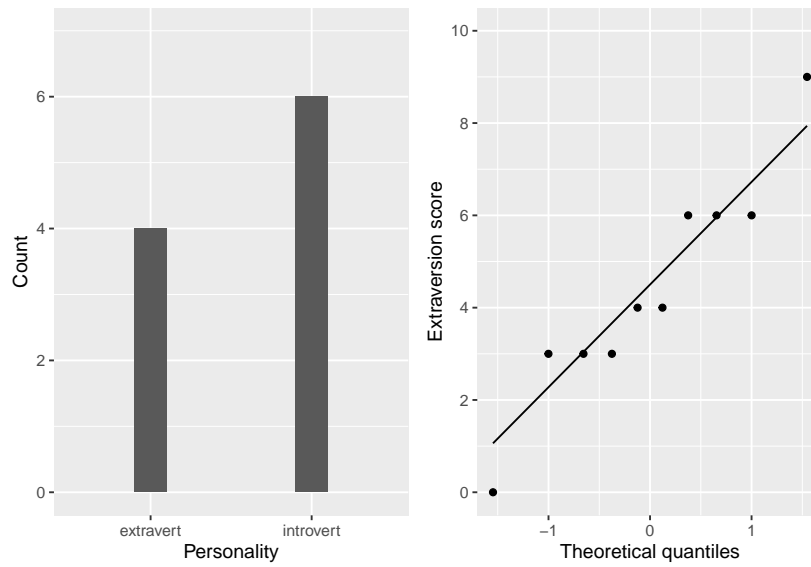 6
4
2
0
Count
extravert introvert
Personality
10
8
6
4
2
0
Extraversion score
−1 0 1
Theoretical quantiles